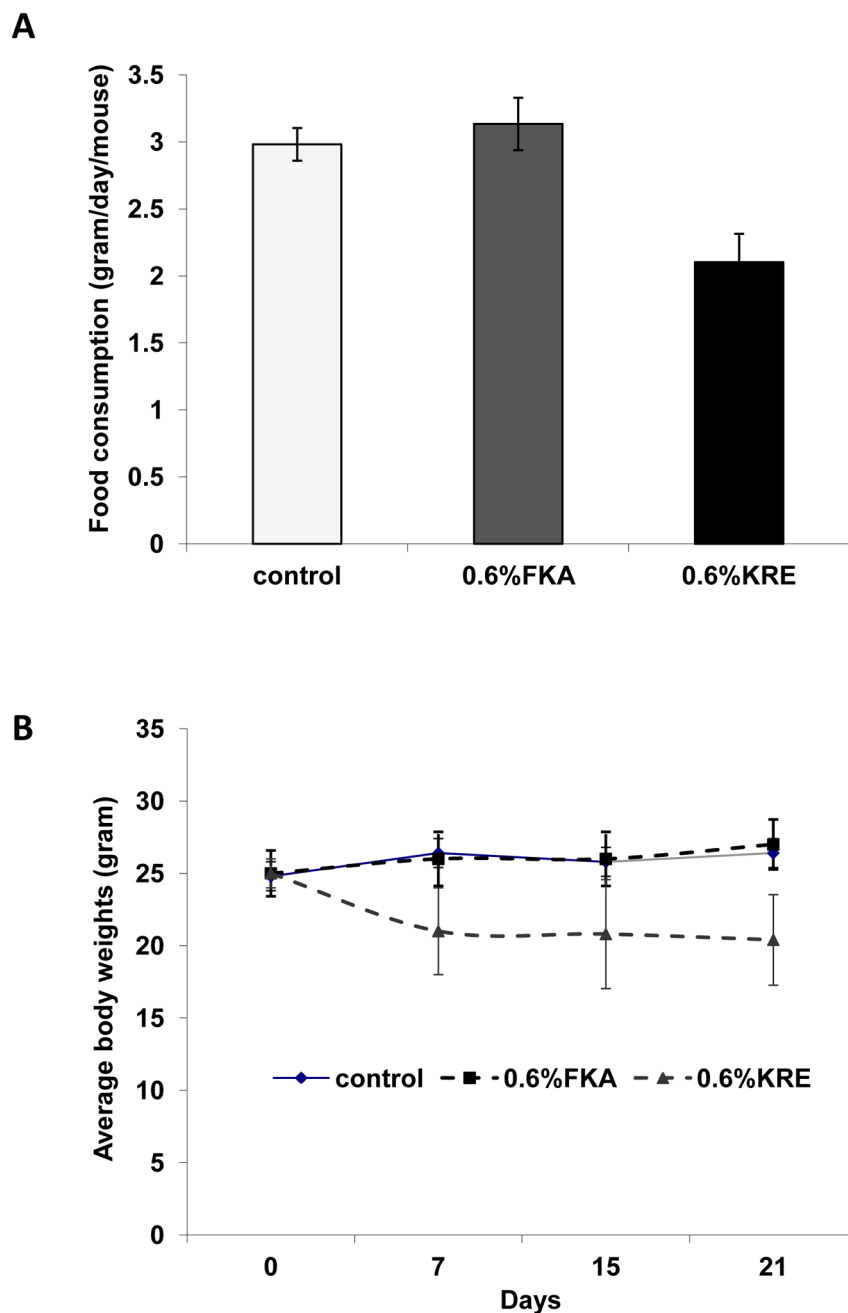 A
Food consumption (gram/day/mouse)
3.5
3
2.5
2
1.5
1
0.5
0
control 0.6%FKA 0.6%KRE
B
Average body weights (gram)
35
30
25
20
15
10
5
0
control 0.6%FKA 0.6%KRE
0 7 15 21
Days